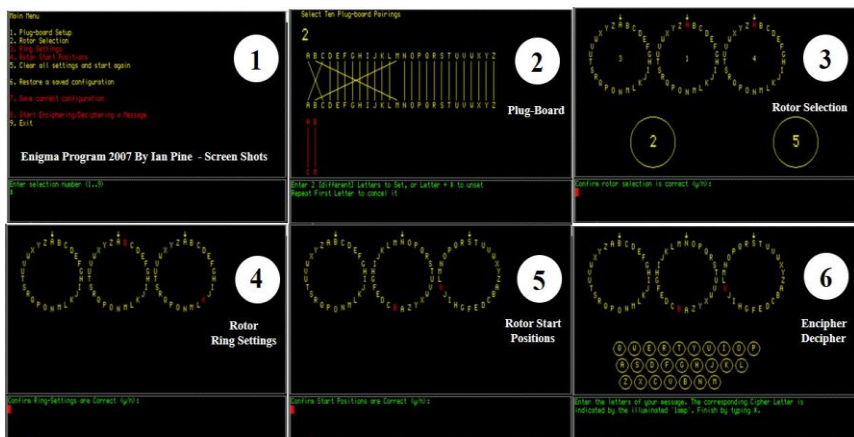 Main Menu
1. Plug-board Setup
2. Rotor Selection
3. Ring Settings
4. Rotor Start Positions
5. Clear all settings and start again
6. Restore a saved configuration
7. Save current configuration
8. Start Enciphering/Deciphering a Message
9. Exit
1
Enigma Program 2007 By Ian Pine - Screen Shots
Enter selection number (1..9)
:
Select Ten Plug-board Pairings
2
A B C D E F G H I J K L M N O P Q R S T U V W X Y Z
A B C D E F G H I J K L M N O P Q R S T U V W X Y Z
A B
C M
2
Plug-Board
Enter 2 [different] Letters to Set, or Letter + # to unset
Repeat First Letter to cancel it
3
1
4
3
Rotor Selection
2
5
Confirm rotor selection is correct (y/n):
4
Rotor
Ring Settings
Confirm Ring-Settings are Correct (y/n):
5
Rotor Start
Positions
Confirm Start Positions are Correct (y/n):
6
Encipher
Decipher
Q W E R T Y U I O P
A S D F G H J K L
Z X C V B N M
Enter the letters of your message. The corresponding Cipher Letter is
indicated by the illuminated 'lamp'. Finish by typing #.